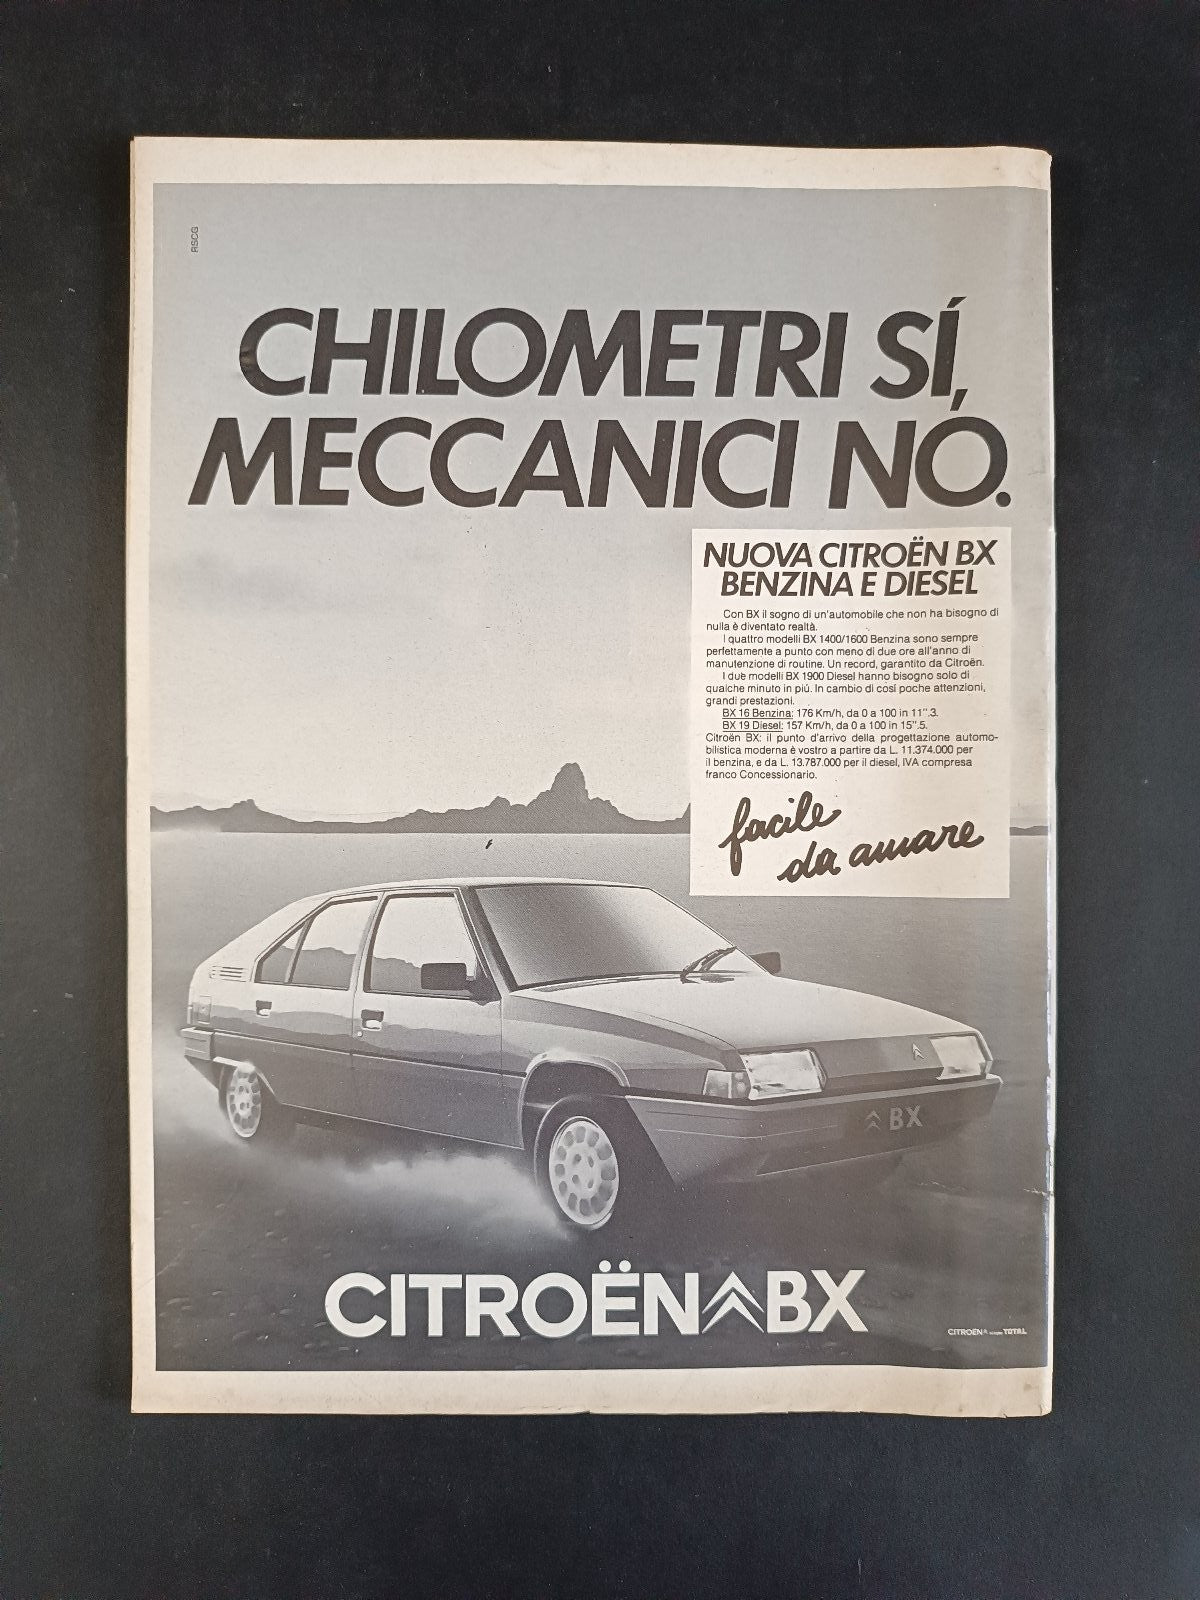 RSCG
CHILOMETRI SÍ,
MECCANICI NÓ.
NUOVA CITROËN BX
BENZINA E DIESEL
Con BX il sogno di un'automobile che non ha bisogno di
nulla è diventato realtà.
I quattro modelli BX 1400/1600 Benzina sono sempre
perfettamente a punto con meno di due ore all'anno di
manutenzione di routine. Un record, garantito da Citroën.
I due modelli BX 1900 Diesel hanno bisogno solo di
qualche minuto in più. In cambio di così poche attenzioni,
grandi prestazioni.
BX 16 Benzina: 176 Km/h, da 0 a 100 in 11".3.
BX 19 Diesel: 157 Km/h, da 0 a 100 in 15".5.
Citroën BX: il punto d'arrivo della progettazione automo-
bilistica moderna è vostro a partire da L. 11.374.000 per
il benzina, e da L. 13.787.000 per il diesel, IVA compresa
franco Concessionario.
facile
da amare
BX
CITROËN BX
CITROËN TOTAL